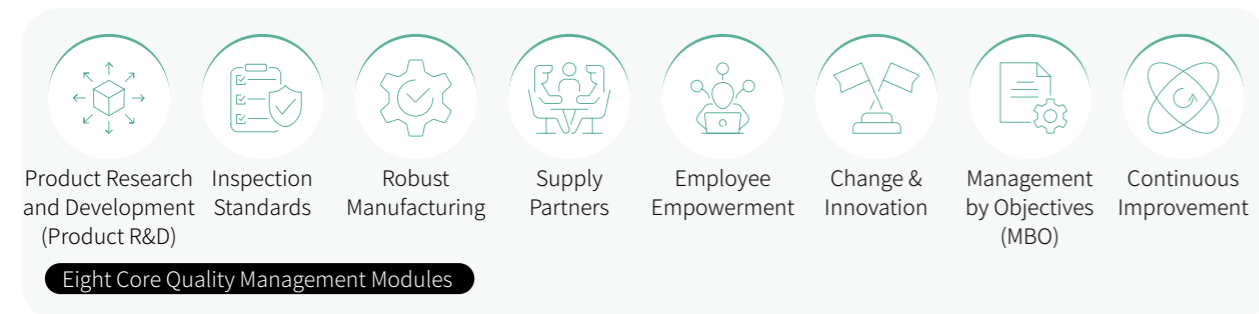 Product Research
and Development
(Product R&D)
Inspection
Standards
Robust
Manufacturing
Supply
Partners
Employee
Empowerment
Change &
Innovation
Management
by Objectives
(MBO)
Continuous
Improvement
Eight Core Quality Management Modules